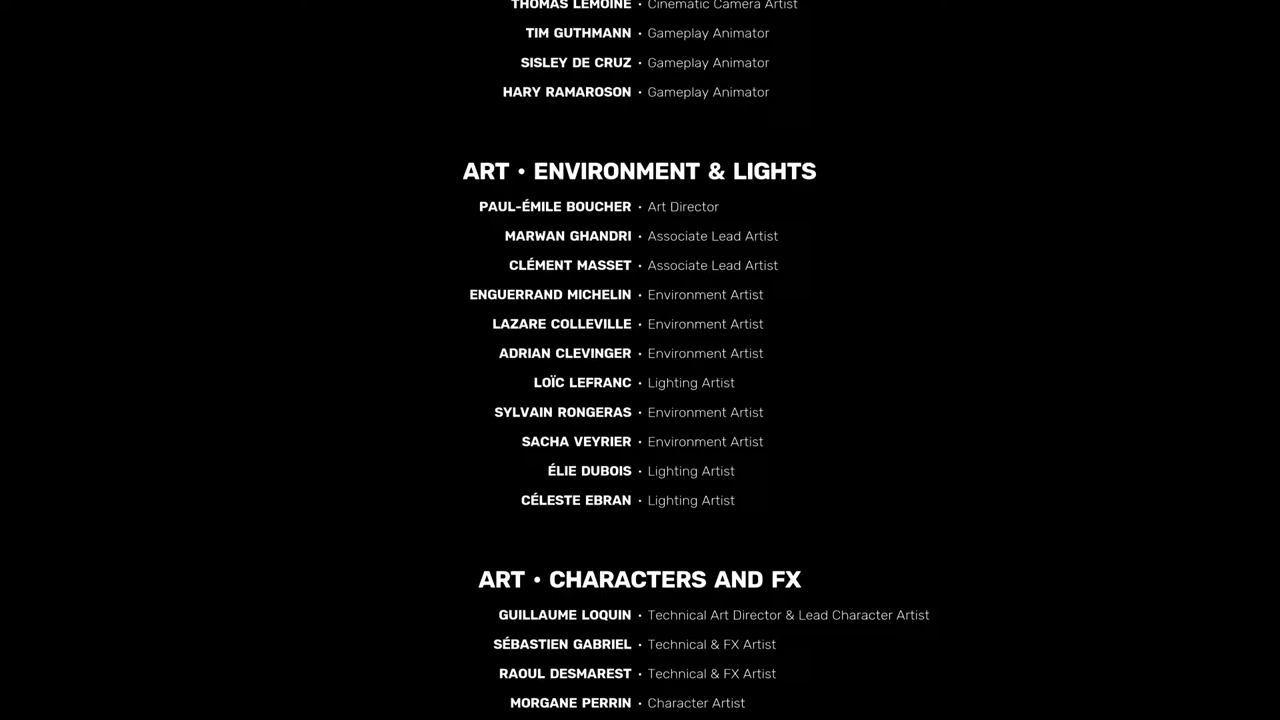 THOMAS LEMOINE • Cinematic Camera Artist
TIM GUTHMANN • Gameplay Animator
SISLEY DE CRUZ • Gameplay Animator
HARY RAMAROSON • Gameplay Animator
ART • ENVIRONMENT & LIGHTS
PAUL-ÉMILE BOUCHER • Art Director
MARWAN GHANDRI • Associate Lead Artist
CLÉMENT MASSET • Associate Lead Artist
ENGUERRAND MICHELIN • Environment Artist
LAZARE COLLEVILLE • Environment Artist
ADRIAN CLEVINGER • Environment Artist
LOÏC LEFRANC • Lighting Artist
SYLVAIN RONGERAS • Environment Artist
SACHA VEYRIER • Environment Artist
ÉLIE DUBOIS • Lighting Artist
CÉLESTE EBRAN • Lighting Artist
ART • CHARACTERS AND FX
GUILLAUME LOQUIN • Technical Art Director & Lead Character Artist
SÉBASTIEN GABRIEL • Technical & FX Artist
RAOUL DESMAREST • Technical & FX Artist
MORGANE PERRIN • Character Artist